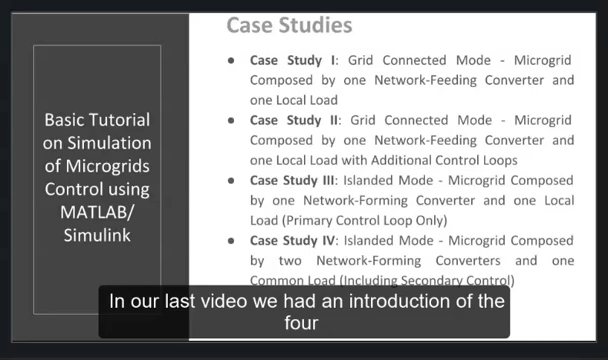 Case Studies
Basic Tutorial
on Simulation
of Microgrids
Control using
MATLAB/
Simulink
● Case Study I: Grid Connected Mode - Microgrid
Composed by one Network-Feeding Converter and
one Local Load
● Case Study II: Grid Connected Mode - Microgrid
Composed by one Network-Feeding Converter and
one Local Load with Additional Control Loops
● Case Study III: Islanded Mode - Microgrid Composed
by one Network-Forming Converter and one Local
Load (Primary Control Loop Only)
● Case Study IV: Islanded Mode - Microgrid Composed
by two Network-Forming Converters and one
Common Load (Including Secondary Control)
In our last video we had an introduction of the
four